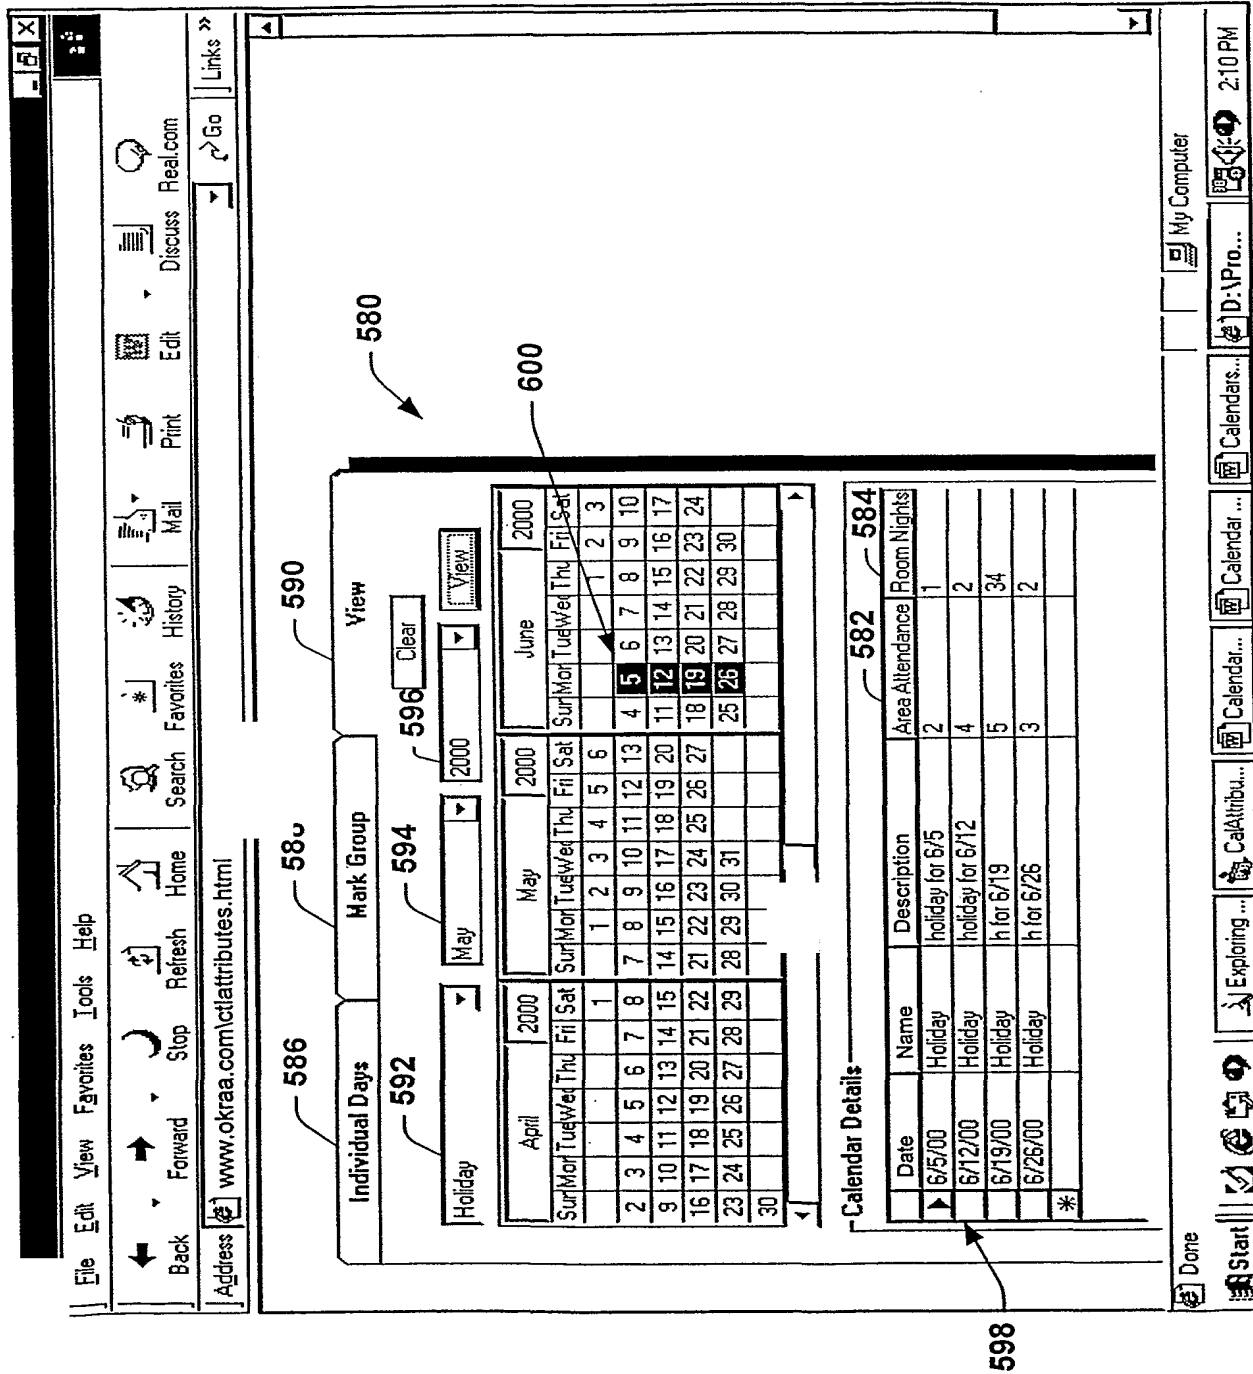 File Edit View Favorites Tools Help
Back Forward Stop Refresh Home Search Favorites History Mail Print Edit Discuss Real.com
Address www.okraa.com\ctlattributes.html Go Links »
586 590
Individual Days Mark Group View
592 594 596 Clear
Holiday May 2000 View
580
600
April 2000 May 2000 June 2000
Sun Mon Tue Wed Thu Fri Sat Sun Mon Tue Wed Thu Fri Sat Sun Mon Tue Wed Thu Fri Sat
1 1 2 3 4 5 6 1 2 3
2 3 4 5 6 7 8 7 8 9 10 11 12 13 4 5 6 7 8 9 10
9 10 11 12 13 14 15 14 15 16 17 18 19 20 11 12 13 14 15 16 17
16 17 18 19 20 21 22 21 22 23 24 25 26 27 18 19 20 21 22 23 24
23 24 25 26 27 28 29 28 29 30 31 25 26 27 28 29 30
30
Calendar Details
582 584
Date Name Description Area Attendance Room Nights
6/5/00 Holiday holiday for 6/5 2 1
6/12/00 Holiday holiday for 6/12 4 2
6/19/00 Holiday h for 6/19 5 34
6/26/00 Holiday h for 6/26 3 2
*
598
Done My Computer
Start Exploring ... CalAttribu... Calendar... Calendar ... Calendars... D:\Pro... 2:10 PM